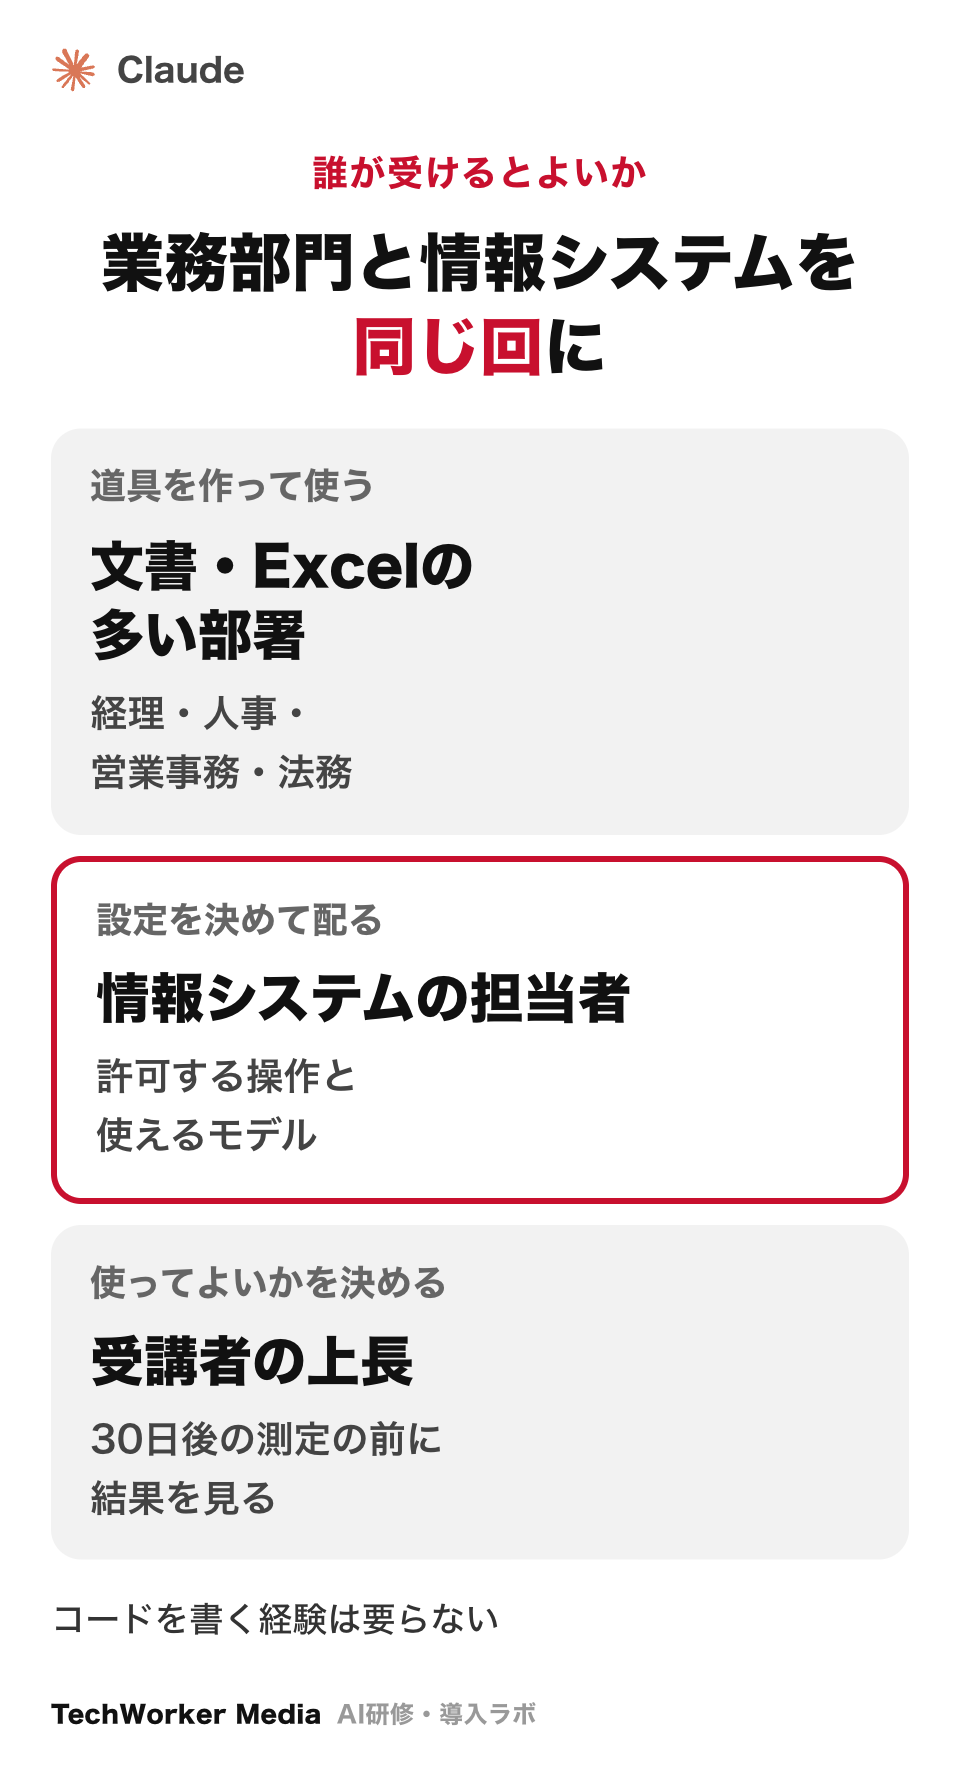 Claude
誰が受けるとよいか
業務部門と情報システムを
同じ回に
道具を作って使う
文書・Excelの
多い部署
経理・人事・
営業事務・法務
設定を決めて配る
情報システムの担当者
許可する操作と
使えるモデル
使ってよいかを決める
受講者の上長
30日後の測定の前に
結果を見る
コードを書く経験は要らない
TechWorker Media AI研修・導入ラボ